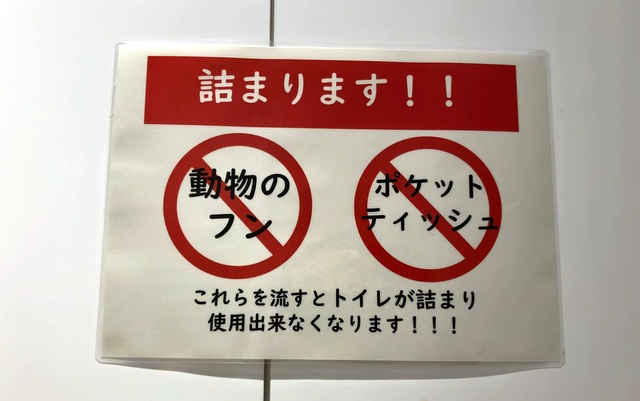 詰まります！！
動物の
フン
ポケット
ティッシュ
これらを流すとトイレが詰まり
使用出来なくなります！！！